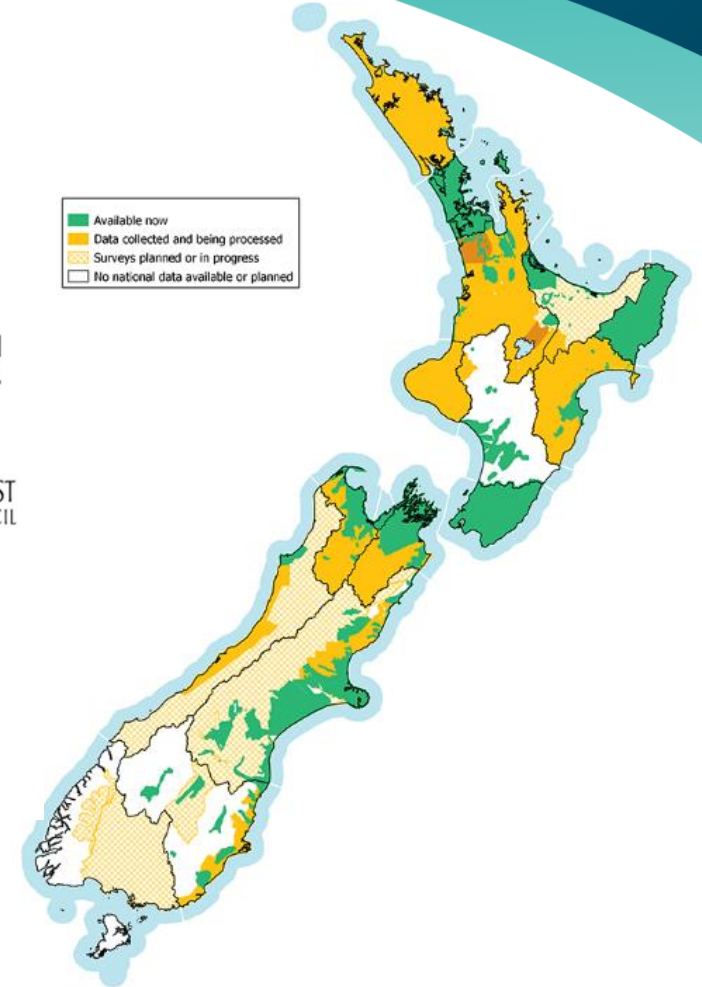 Available now
Data collected and being processed
Surveys planned or in progress
No national data available or planned
ST
CIL